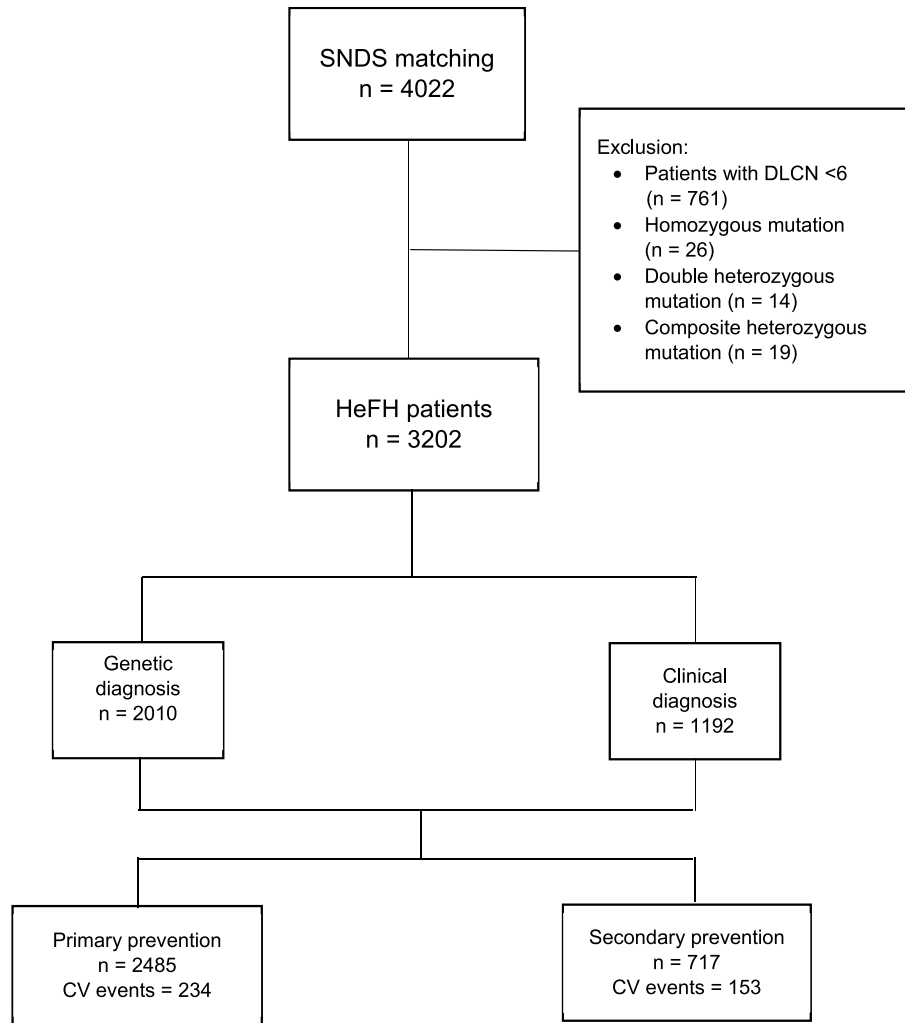 SNDS matching
n = 4022
Exclusion:
• Patients with DLCN <6
(n = 761)
• Homozygous mutation
(n = 26)
• Double heterozygous
mutation (n = 14)
• Composite heterozygous
mutation (n = 19)
HeFH patients
n = 3202
Genetic
diagnosis
n = 2010
Clinical
diagnosis
n = 1192
Primary prevention
n = 2485
CV events = 234
Secondary prevention
n = 717
CV events = 153